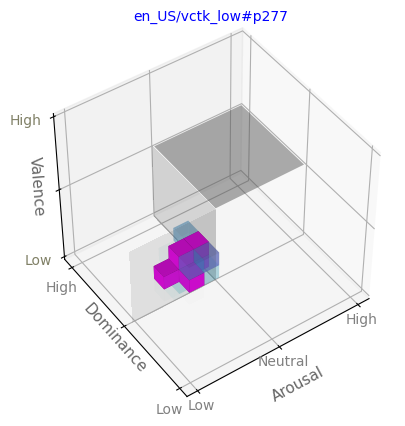 en_US/vctk_low#p277
High
Valence
Low
High
Dominance
Low
Low
Neutral
Arousal
High